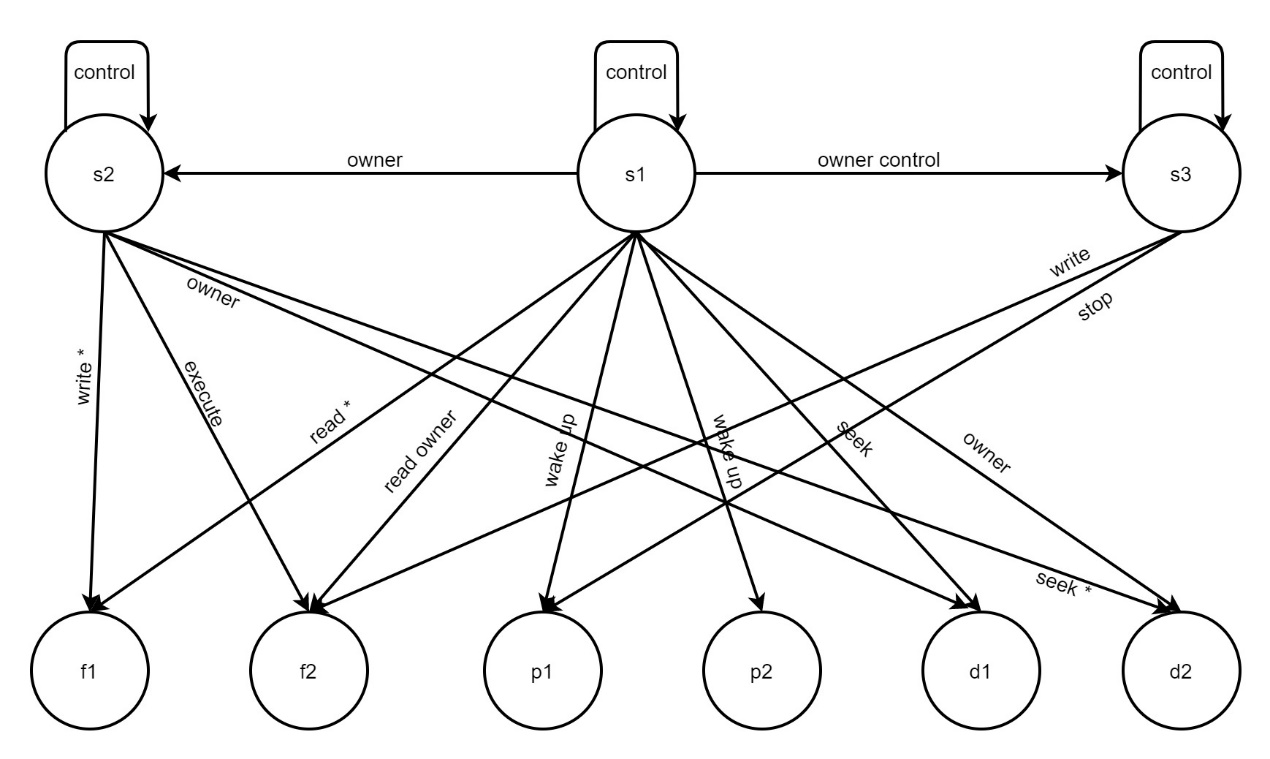 control
control
control
s2
owner
s1
owner control
s3
owner
write
stop
write *
execute
read *
read owner
wake up
wake up
seek
owner
seek *
f1
f2
p1
p2
d1
d2